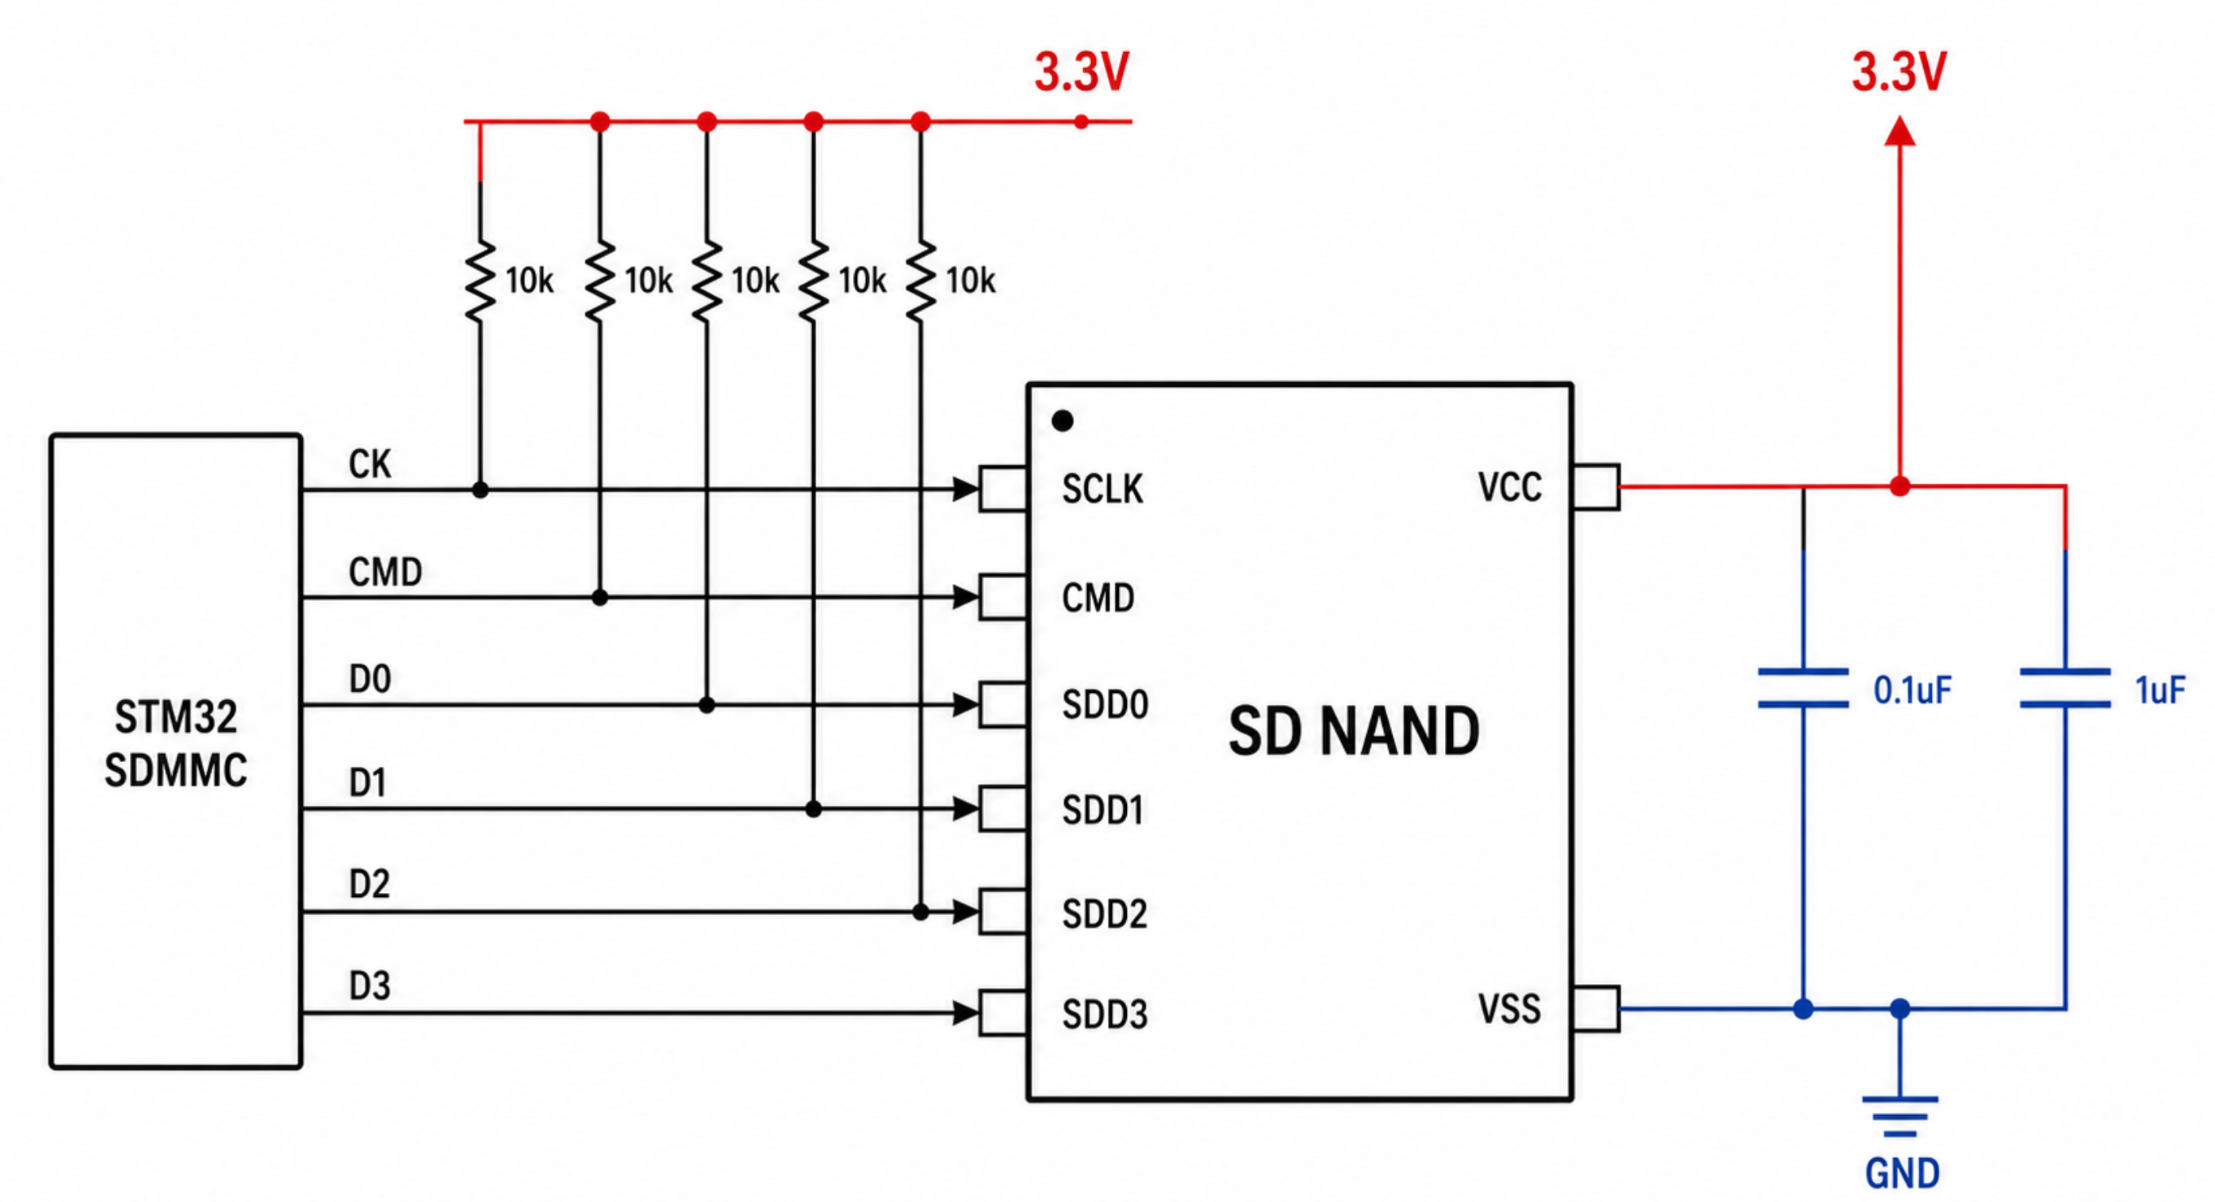 3.3V
3.3V
10k
10k
10k
10k
10k
CK
CMD
D0
D1
D2
D3
STM32
SDMMC
SCLK
CMD
SDD0
SDD1
SDD2
SDD3
SD NAND
VCC
VSS
0.1uF
1uF
GND